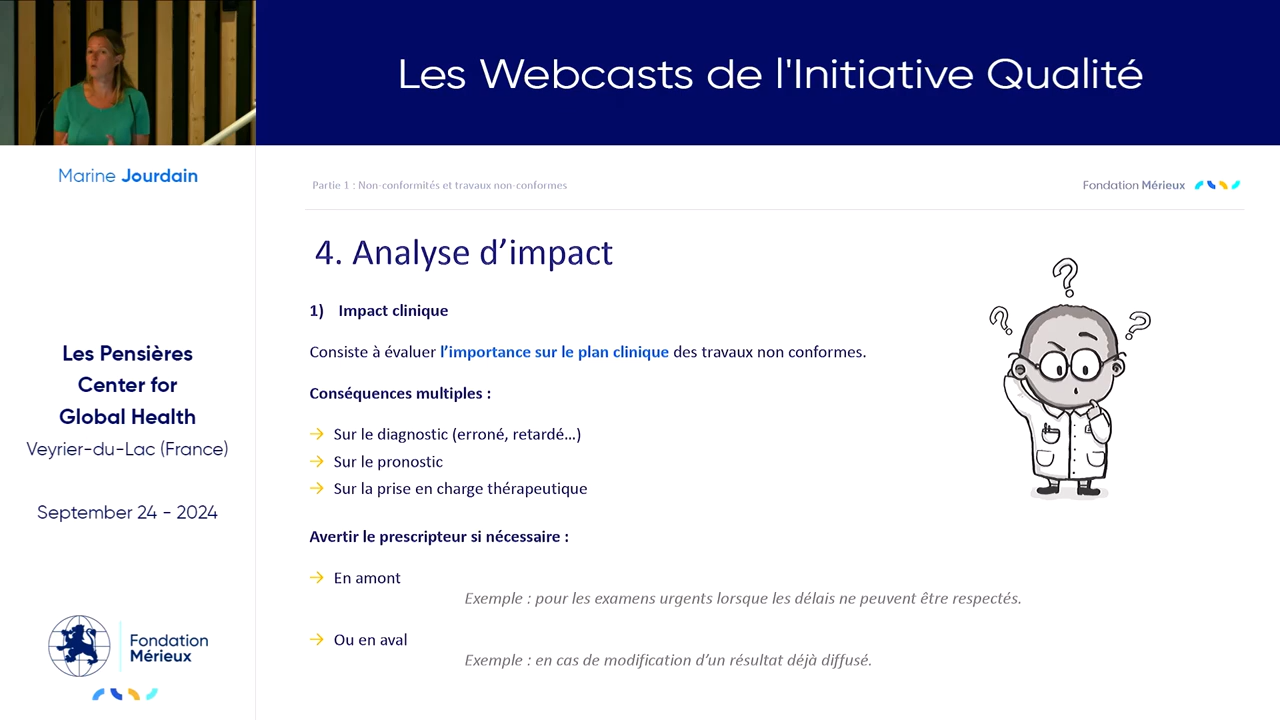 Les Webcasts de l'Initiative Qualité
Marine Jourdain
Les Pensières
Center for
Global Health
Veyrier-du-Lac (France)
September 24 - 2024
Fondation
Mérieux
Partie 1 : Non-conformités et travaux non-conformes
Fondation Mérieux
4. Analyse d’impact
1) Impact clinique
Consiste à évaluer l’importance sur le plan clinique des travaux non conformes.
Conséquences multiples :
→ Sur le diagnostic (erroné, retardé…)
→ Sur le pronostic
→ Sur la prise en charge thérapeutique
Avertir le prescripteur si nécessaire :
→ En amont
Exemple : pour les examens urgents lorsque les délais ne peuvent être respectés.
→ Ou en aval
Exemple : en cas de modification d’un résultat déjà diffusé.
? ? ?